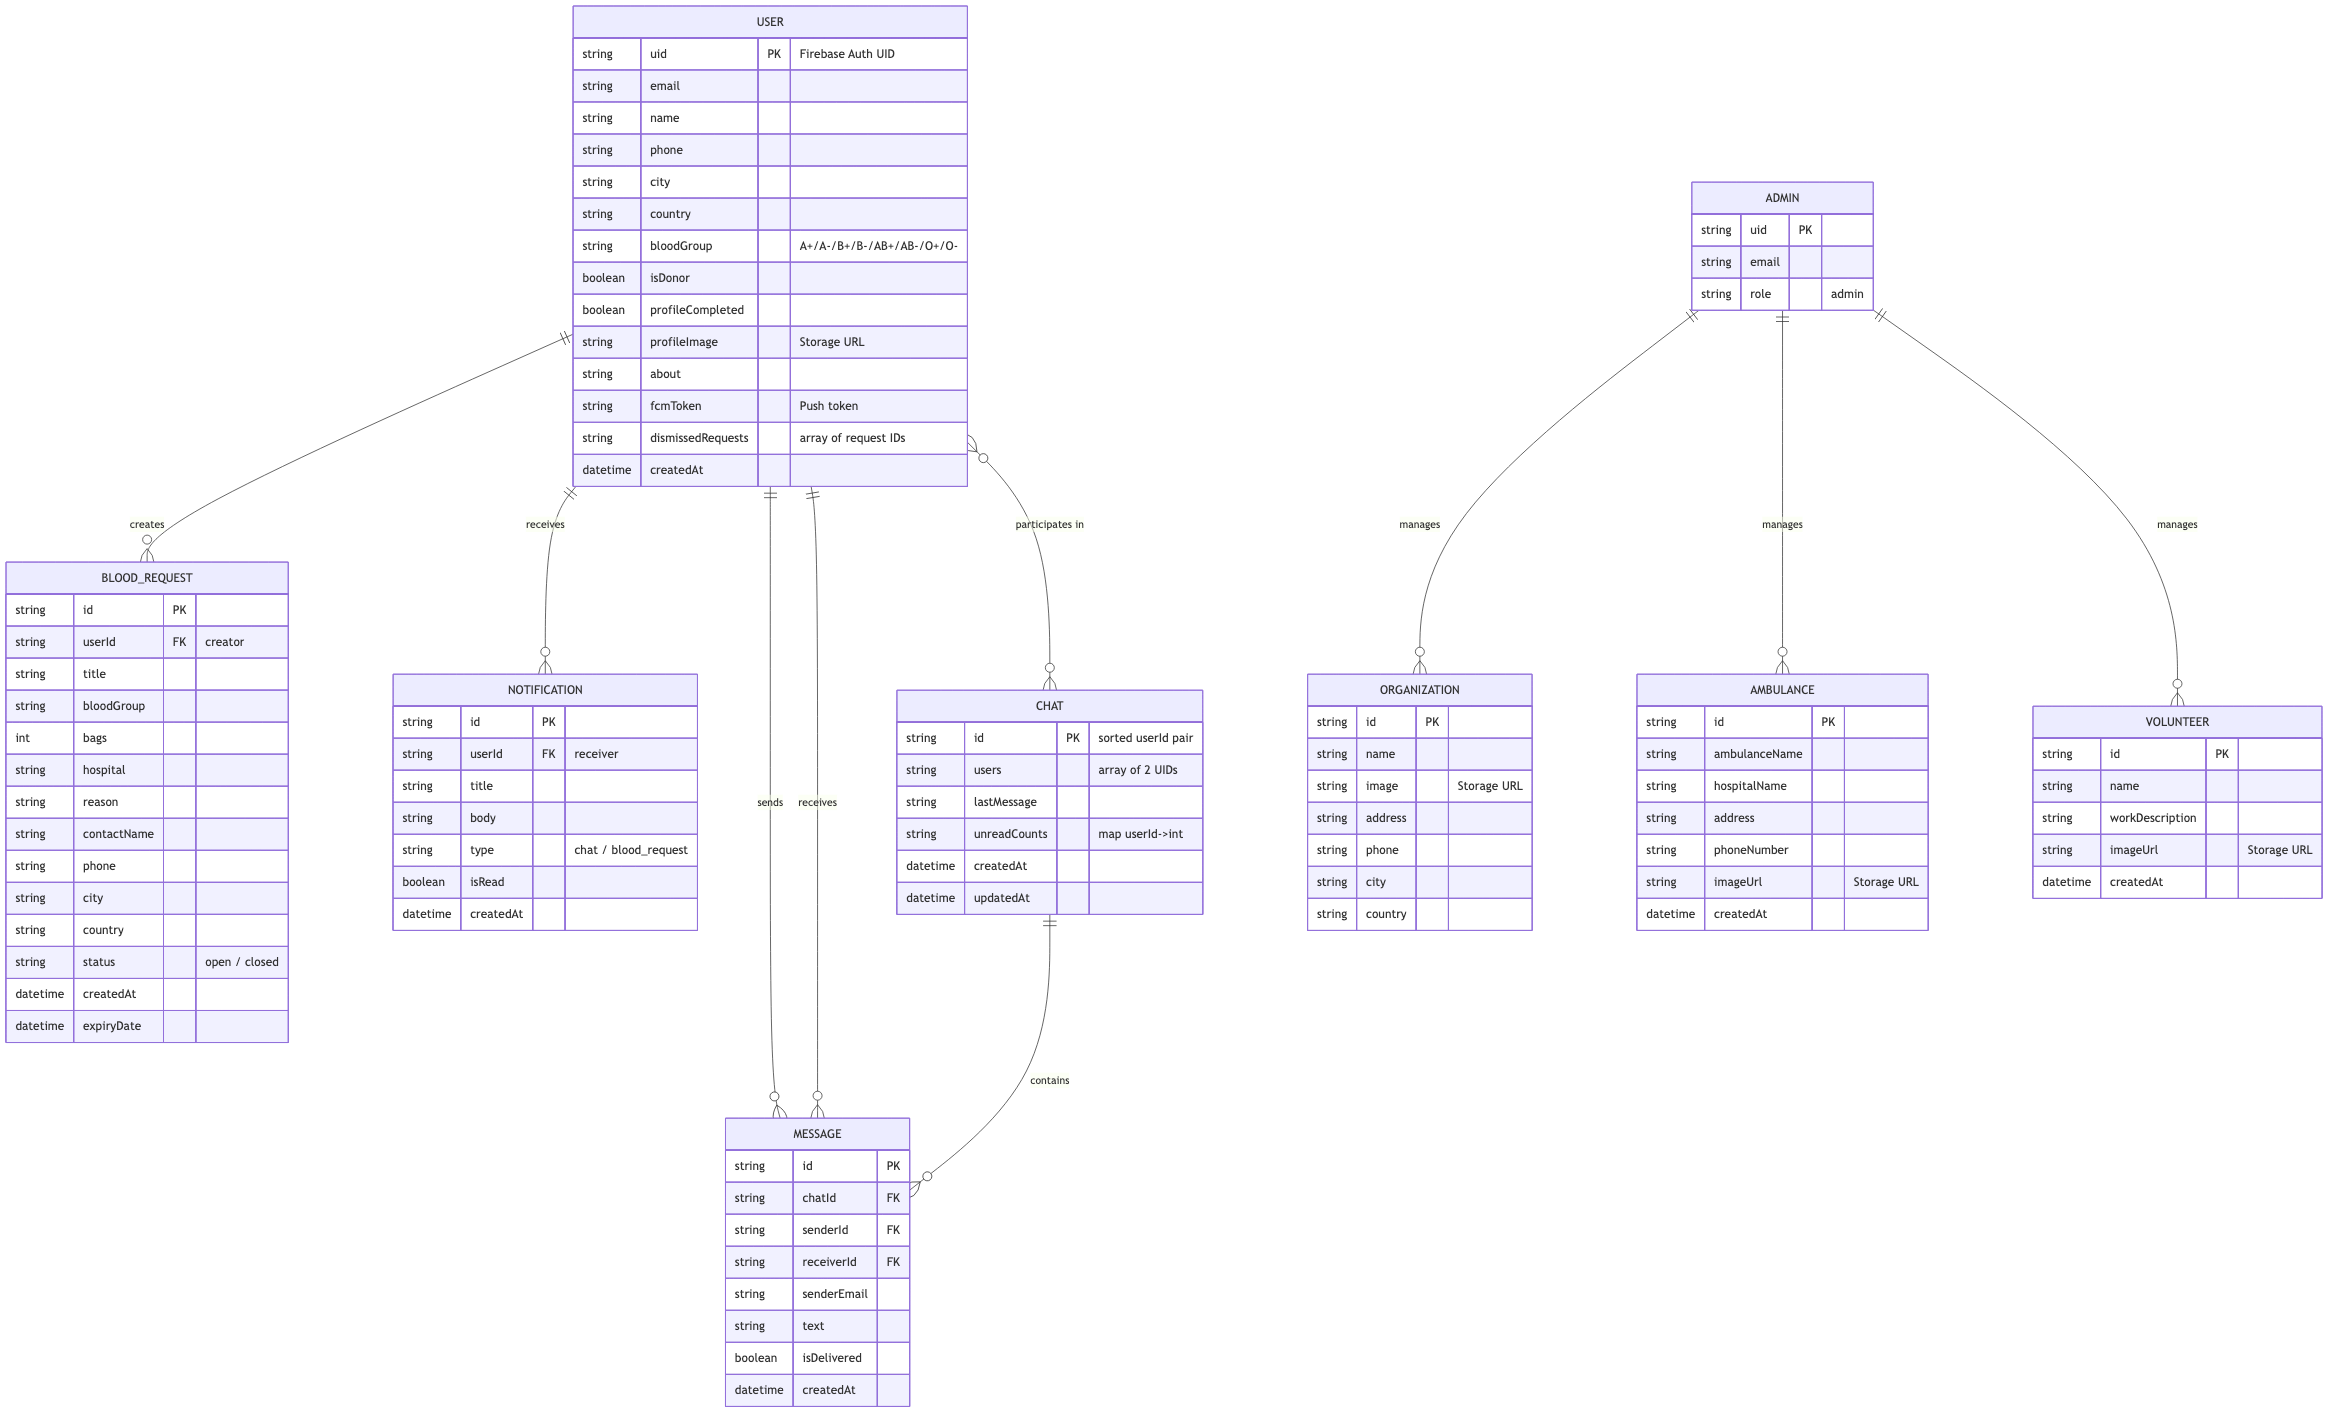 USER
string uid PK Firebase Auth UID
string email
string name
string phone
string city
string country
string bloodGroup A+/A-/B+/B-/AB+/AB-/O+/O-
boolean isDonor
boolean profileCompleted
string profileImage Storage URL
string about
string fcmToken Push token
string dismissedRequests array of request IDs
datetime createdAt
ADMIN
string uid PK
string email
string role admin
creates
receives
participates in
manages
manages
manages
BLOOD_REQUEST
string id PK
string userId FK creator
string title
string bloodGroup
int bags
string hospital
string reason
string contactName
string phone
string city
string country
string status open / closed
datetime createdAt
datetime expiryDate
NOTIFICATION
string id PK
string userId FK receiver
string title
string body
string type chat / blood_request
boolean isRead
datetime createdAt
sends
receives
CHAT
string id PK sorted userId pair
string users array of 2 UIDs
string lastMessage
string unreadCounts map userId->int
datetime createdAt
datetime updatedAt
ORGANIZATION
string id PK
string name
string image Storage URL
string address
string phone
string city
string country
AMBULANCE
string id PK
string ambulanceName
string hospitalName
string address
string phoneNumber
string imageUrl Storage URL
datetime createdAt
VOLUNTEER
string id PK
string name
string workDescription
string imageUrl Storage URL
datetime createdAt
contains
MESSAGE
string id PK
string chatId FK
string senderId FK
string receiverId FK
string senderEmail
string text
boolean isDelivered
datetime createdAt